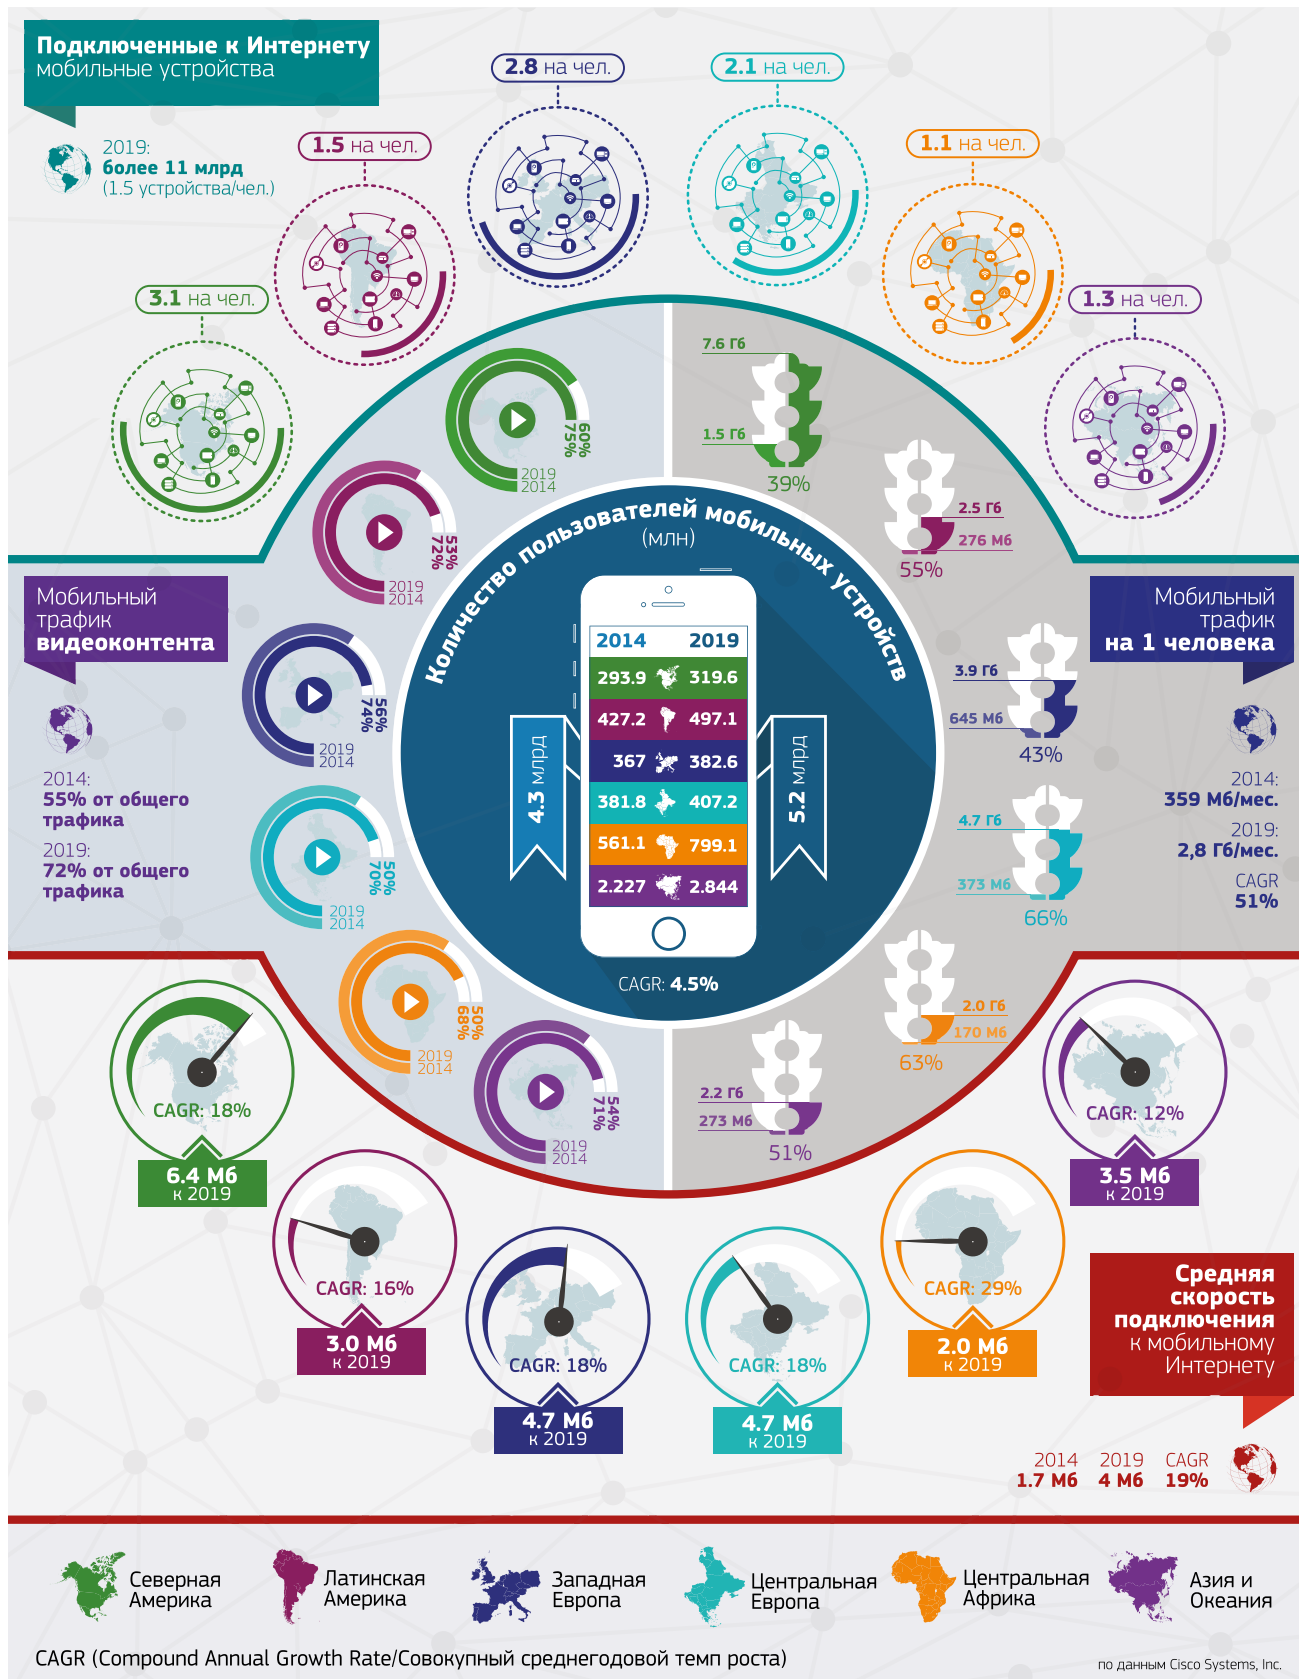 Подключенные к Интернету
мобильные устройства
2019:
более 11 млрд
(1.5 устройства/чел.)
3.1 на чел.
1.5 на чел.
2.8 на чел.
2.1 на чел.
1.1 на чел.
1.3 на чел.
Мобильный
трафик
видеоконтента
2014:
55% от общего
трафика
2019:
72% от общего
трафика
60%
75%
2019
2014
53%
72%
2019
2014
56%
74%
2019
2014
50%
70%
2019
2014
50%
68%
2019
2014
54%
71%
2019
2014
Количество пользователей мобильных устройств
(млн)
2014 2019
293.9 319.6
427.2 497.1
367 382.6
381.8 407.2
561.1 799.1
2.227 2.844
4.3 млрд
5.2 млрд
CAGR: 4.5%
7.6 Гб
1.5 Гб
39%
2.5 Гб
276 Мб
55%
3.9 Гб
645 Мб
43%
4.7 Гб
373 Мб
66%
2.0 Гб
170 Мб
63%
2.2 Гб
273 Мб
51%
Мобильный
трафик
на 1 человека
2014:
359 Мб/мес.
2019:
2,8 Гб/мес.
CAGR
51%
CAGR: 18%
6.4 Мб
к 2019
CAGR: 16%
3.0 Мб
к 2019
CAGR: 18%
4.7 Мб
к 2019
CAGR: 18%
4.7 Мб
к 2019
CAGR: 29%
2.0 Мб
к 2019
CAGR: 12%
3.5 Мб
к 2019
Средняя
скорость
подключения
к мобильному
Интернету
2014 2019 CAGR
1.7 Мб 4 Мб 19%
Северная
Америка
Латинская
Америка
Западная
Европа
Центральная
Европа
Центральная
Африка
Азия и
Океания
CAGR (Compound Annual Growth Rate/Совокупный среднегодовой темп роста)
по данным Cisco Systems, Inc.